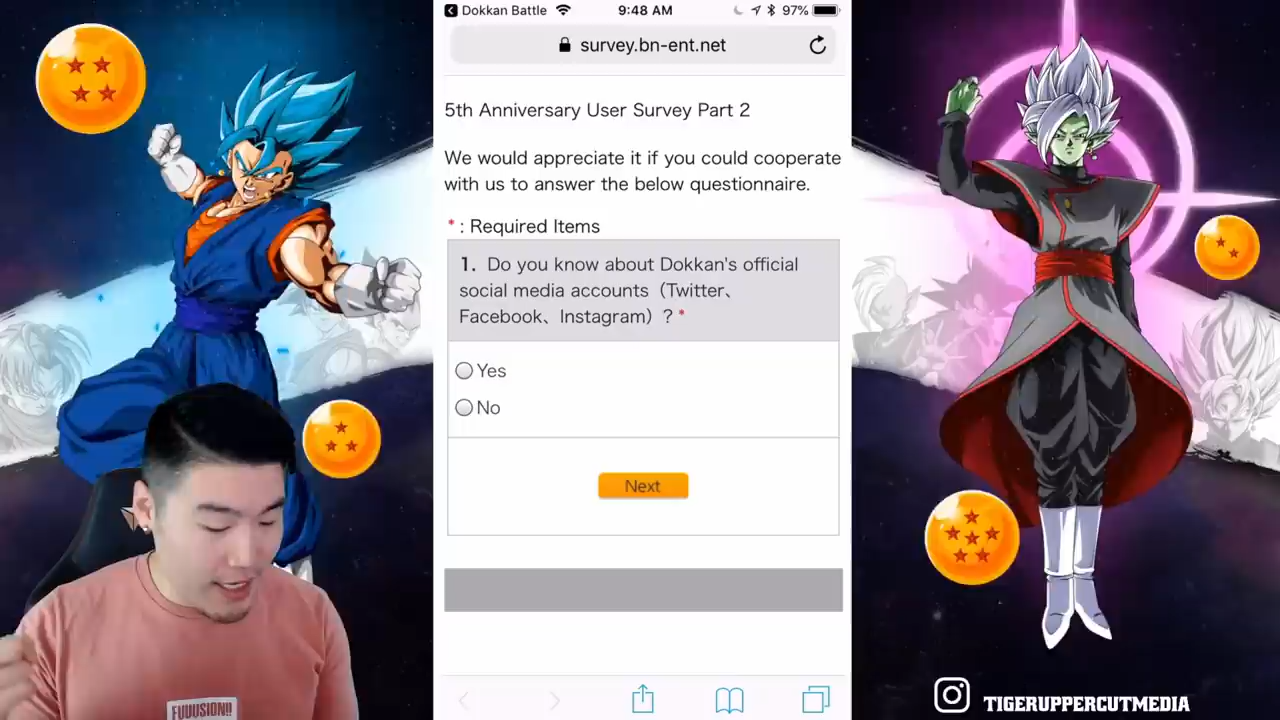 Dokkan Battle
9:48 AM
97%
survey.bn-ent.net
5th Anniversary User Survey Part 2
We would appreciate it if you could cooperate
with us to answer the below questionnaire.
* : Required Items
1. Do you know about Dokkan's official
social media accounts（Twitter、
Facebook、Instagram）？*
Yes
No
Next
FUUUSION!!
TIGERUPPERCUTMEDIA